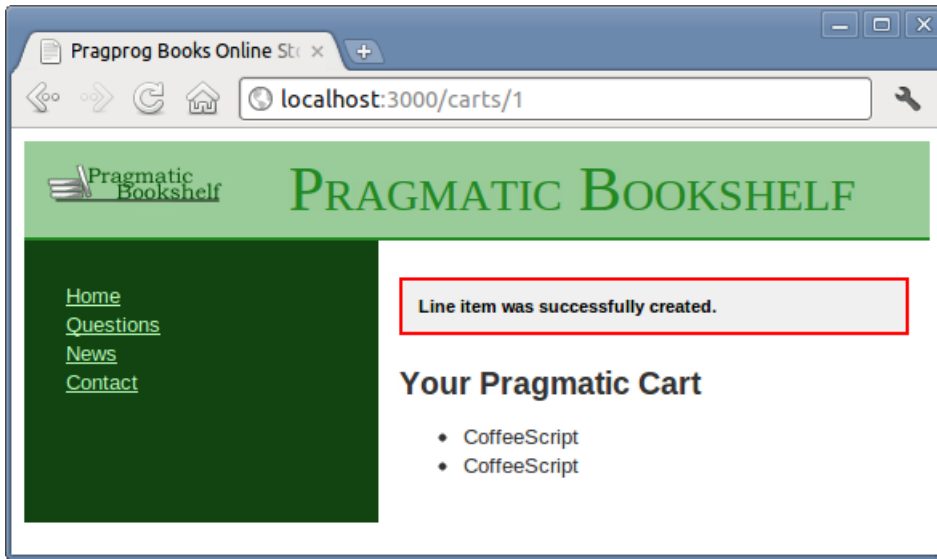 Pragprog Books Online Sto
localhost:3000/carts/1
Pragmatic
Bookshelf
PRAGMATIC BOOKSHELF
Home
Questions
News
Contact
Line item was successfully created.
Your Pragmatic Cart
• CoffeeScript
• CoffeeScript